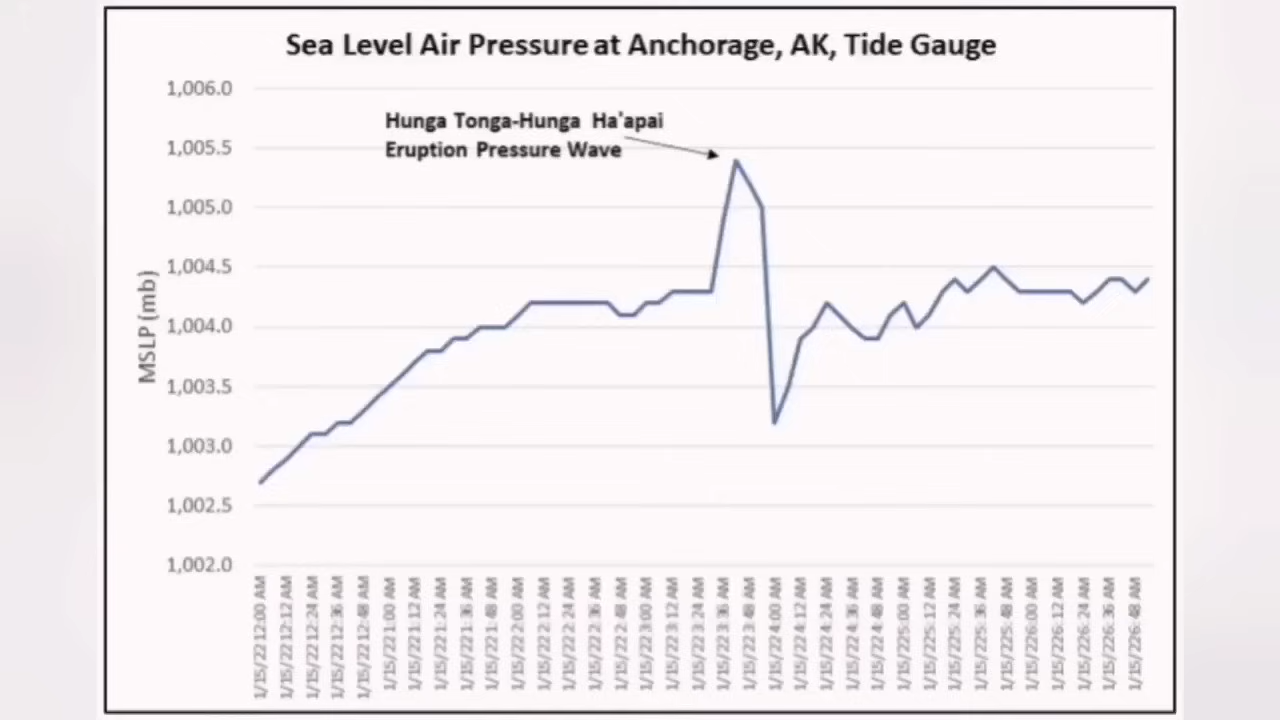 Sea Level Air Pressure at Anchorage, AK, Tide Gauge
1,006.0
Hunga Tonga-Hunga Ha'apai
Eruption Pressure Wave
1,005.5
1,005.0
1,004.5
1,004.0
1,003.5
1,003.0
1,002.5
1,002.0
MSLP (mb)
1/15/22 12:00 AM
1/15/22 12:12 AM
1/15/22 12:24 AM
1/15/22 12:36 AM
1/15/22 12:48 AM
1/15/22 1:00 AM
1/15/22 1:12 AM
1/15/22 1:24 AM
1/15/22 1:36 AM
1/15/22 1:48 AM
1/15/22 2:00 AM
1/15/22 2:12 AM
1/15/22 2:24 AM
1/15/22 2:36 AM
1/15/22 2:48 AM
1/15/22 3:00 AM
1/15/22 3:12 AM
1/15/22 3:24 AM
1/15/22 3:36 AM
1/15/22 3:48 AM
1/15/22 4:00 AM
1/15/22 4:12 AM
1/15/22 4:24 AM
1/15/22 4:36 AM
1/15/22 4:48 AM
1/15/22 5:00 AM
1/15/22 5:12 AM
1/15/22 5:24 AM
1/15/22 5:36 AM
1/15/22 5:48 AM
1/15/22 6:00 AM
1/15/22 6:12 AM
1/15/22 6:24 AM
1/15/22 6:36 AM
1/15/22 6:48 AM